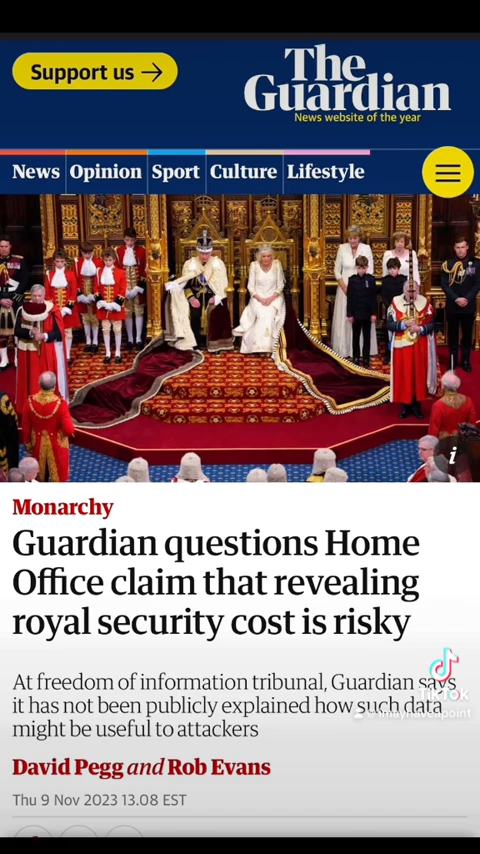 Support us →
The
Guardian
News website of the year
News
Opinion
Sport
Culture
Lifestyle
i
Monarchy
Guardian questions Home
Office claim that revealing
royal security cost is risky
At freedom of information tribunal, Guardian says
it has not been publicly explained how such data
might be useful to attackers
David Pegg and Rob Evans
Thu 9 Nov 2023 13.08 EST
TikTok
@imayhaveapoint